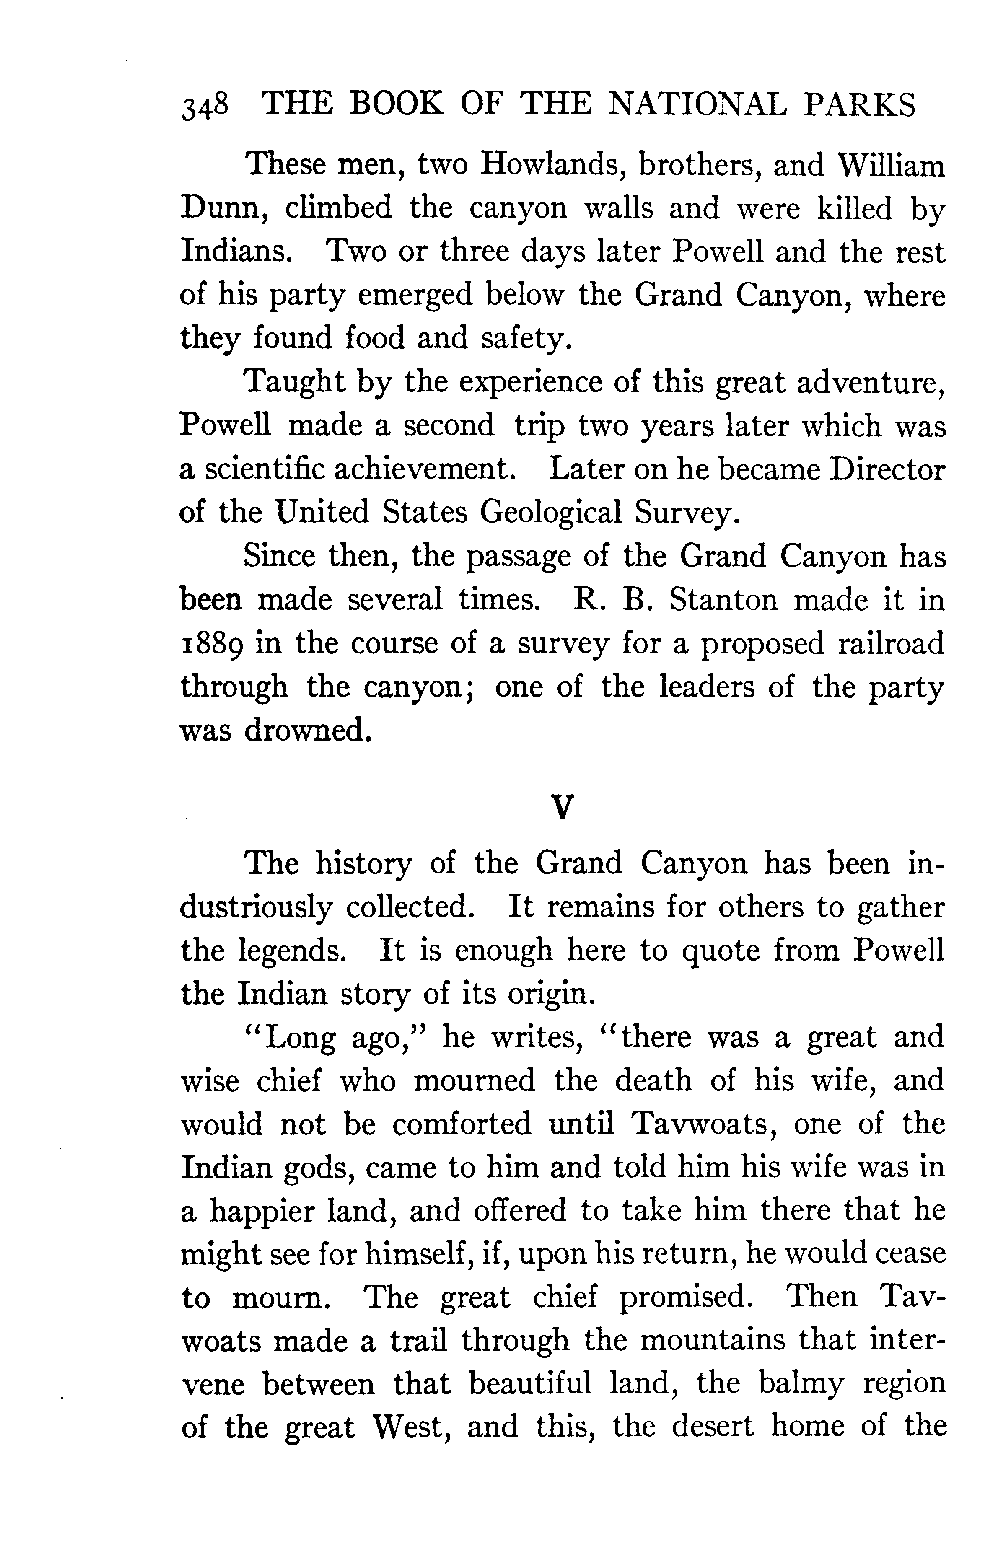 348 THE BOOK OF THE NATIONAL PARKS
These men, two Howlands, brothers, and William
Dunn, climbed the canyon walls and were killed by
Indians. Two or three days later Powell and the rest
of his party emerged below the Grand Canyon, where
they found food and safety.
Taught by the experience of this great adventure,
Powell made a second trip two years later which was
a scientific achievement. Later on he became Director
of the United States Geological Survey.
Since then, the passage of the Grand Canyon has
been made several times. R. B. Stanton made it in
1889 in the course of a survey for a proposed railroad
through the canyon; one of the leaders of the party
was drowned.
V
The history of the Grand Canyon has been in-
dustriously collected. It remains for others to gather
the legends. It is enough here to quote from Powell
the Indian story of its origin.
“Long ago,” he writes, “there was a great and
wise chief who mourned the death of his wife, and
would not be comforted until Tavwoats, one of the
Indian gods, came to him and told him his wife was in
a happier land, and offered to take him there that he
might see for himself, if, upon his return, he would cease
to mourn. The great chief promised. Then Tav-
woats made a trail through the mountains that inter-
vene between that beautiful land, the balmy region
of the great West, and this, the desert home of the